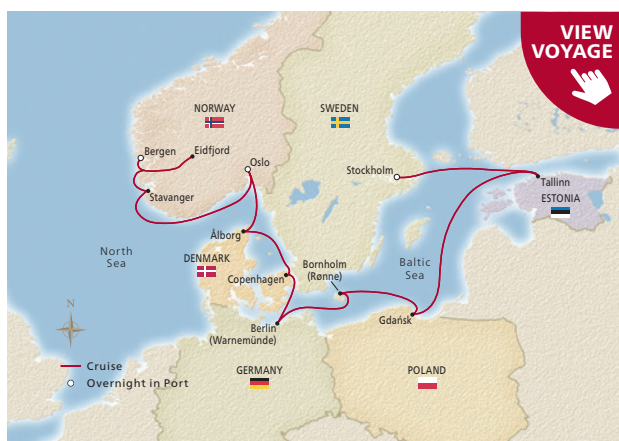 VIEW
VOYAGE
NORWAY
SWEDEN
Bergen
Eidfjord
Oslo
Stockholm
Stavanger
Tallinn
ESTONIA
Ålborg
North
Sea
DENMARK
Bornholm
(Rønne)
Baltic
Sea
Copenhagen
Gdańsk
N
Berlin
(Warnemünde)
Cruise
Overnight in Port
GERMANY
POLAND